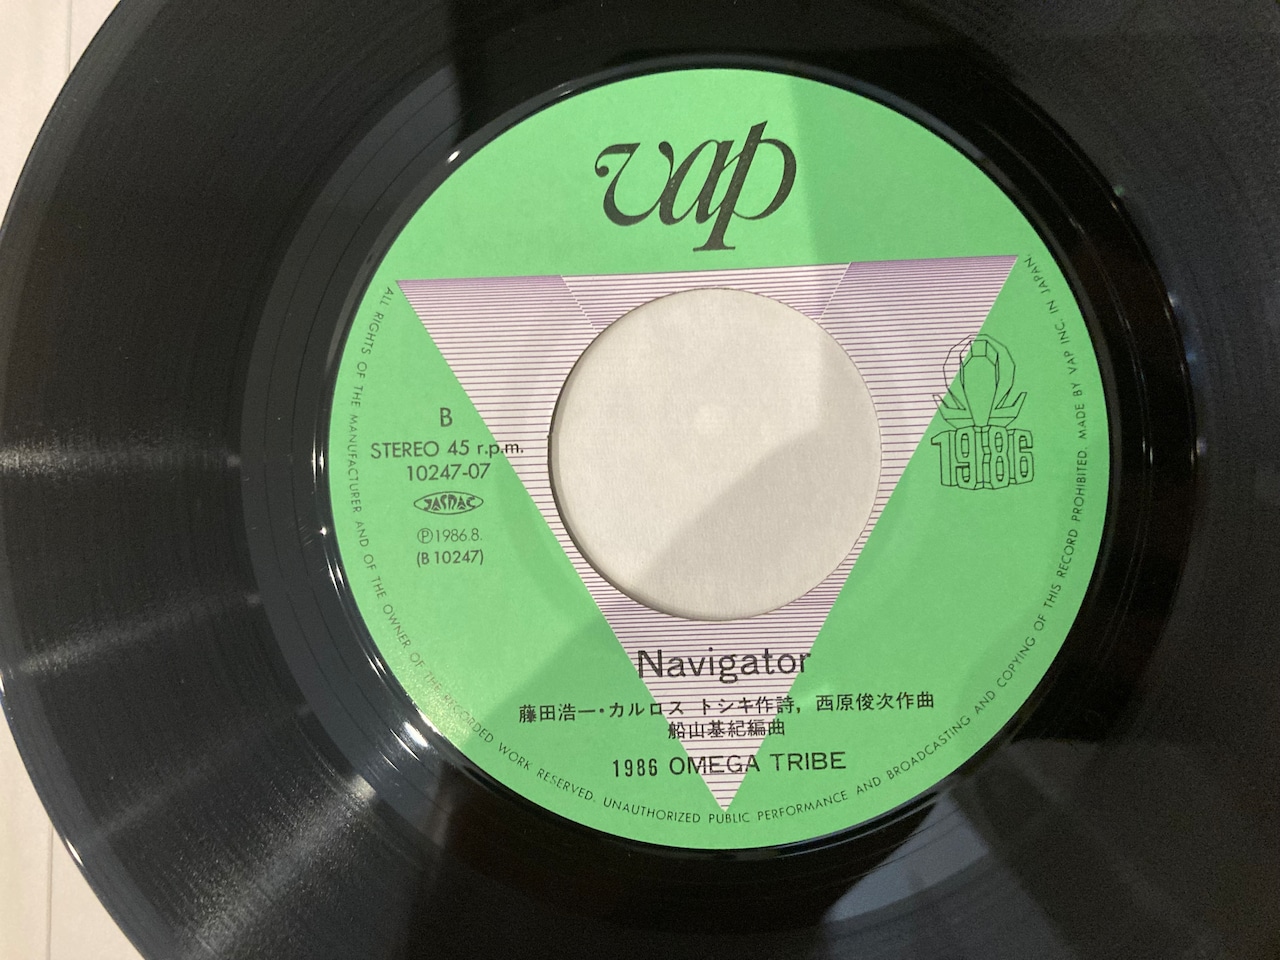 vap
B
STEREO 45 r.p.m.
10247-07
JASRAC
Ⓟ1986.8.
(B 10247)
1986
Navigator
藤田浩一・カルロス トシキ作詩, 西原俊次作曲
船山基紀編曲
1986 OMEGA TRIBE
ALL RIGHTS OF THE MANUFACTURER AND OF THE OWNER OF THE RECORDED WORK RESERVED. UNAUTHORIZED PUBLIC PERFORMANCE AND BROADCASTING AND COPYING OF THIS RECORD PROHIBITED. MADE BY VAP INC. IN JAPAN.